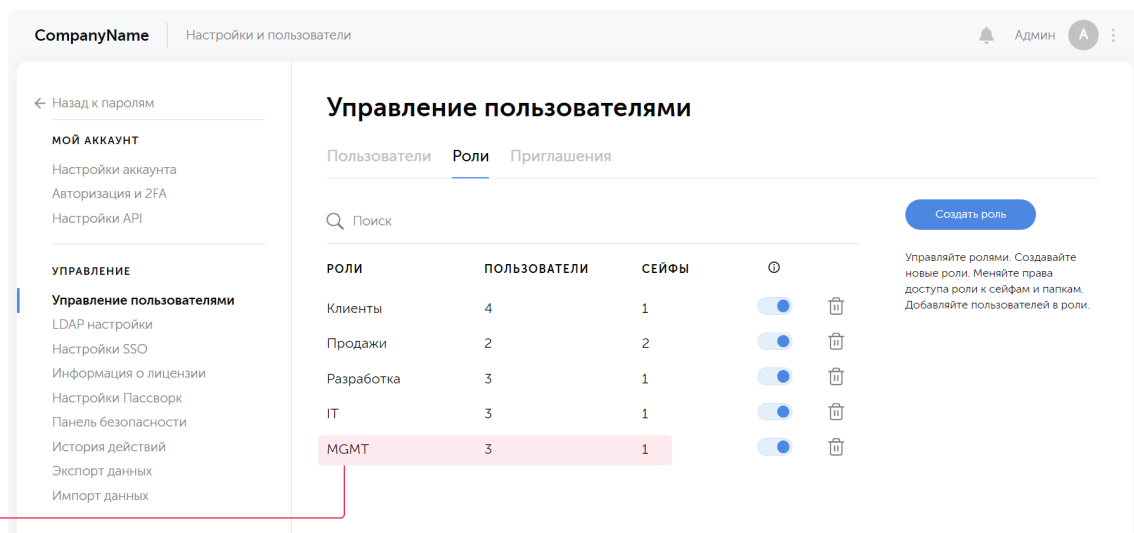 CompanyName Настройки и пользователи Админ A
Назад к паролям
МОЙ АККАУНТ
Настройки аккаунта
Авторизация и 2FA
Настройки API
УПРАВЛЕНИЕ
Управление пользователями
LDAP настройки
Настройки SSO
Информация о лицензии
Настройки Пассворк
Панель безопасности
История действий
Экспорт данных
Импорт данных
Управление пользователями
Пользователи Роли Приглашения
Поиск
РОЛИ ПОЛЬЗОВАТЕЛИ СЕЙФЫ
Клиенты 4 1
Продажи 2 2
Разработка 3 1
IT 3 1
MGMT 3 1
Создать роль
Управляйте ролями. Создавайте
новые роли. Меняйте права
доступа роли к сейфам и папкам.
Добавляйте пользователей в роли.